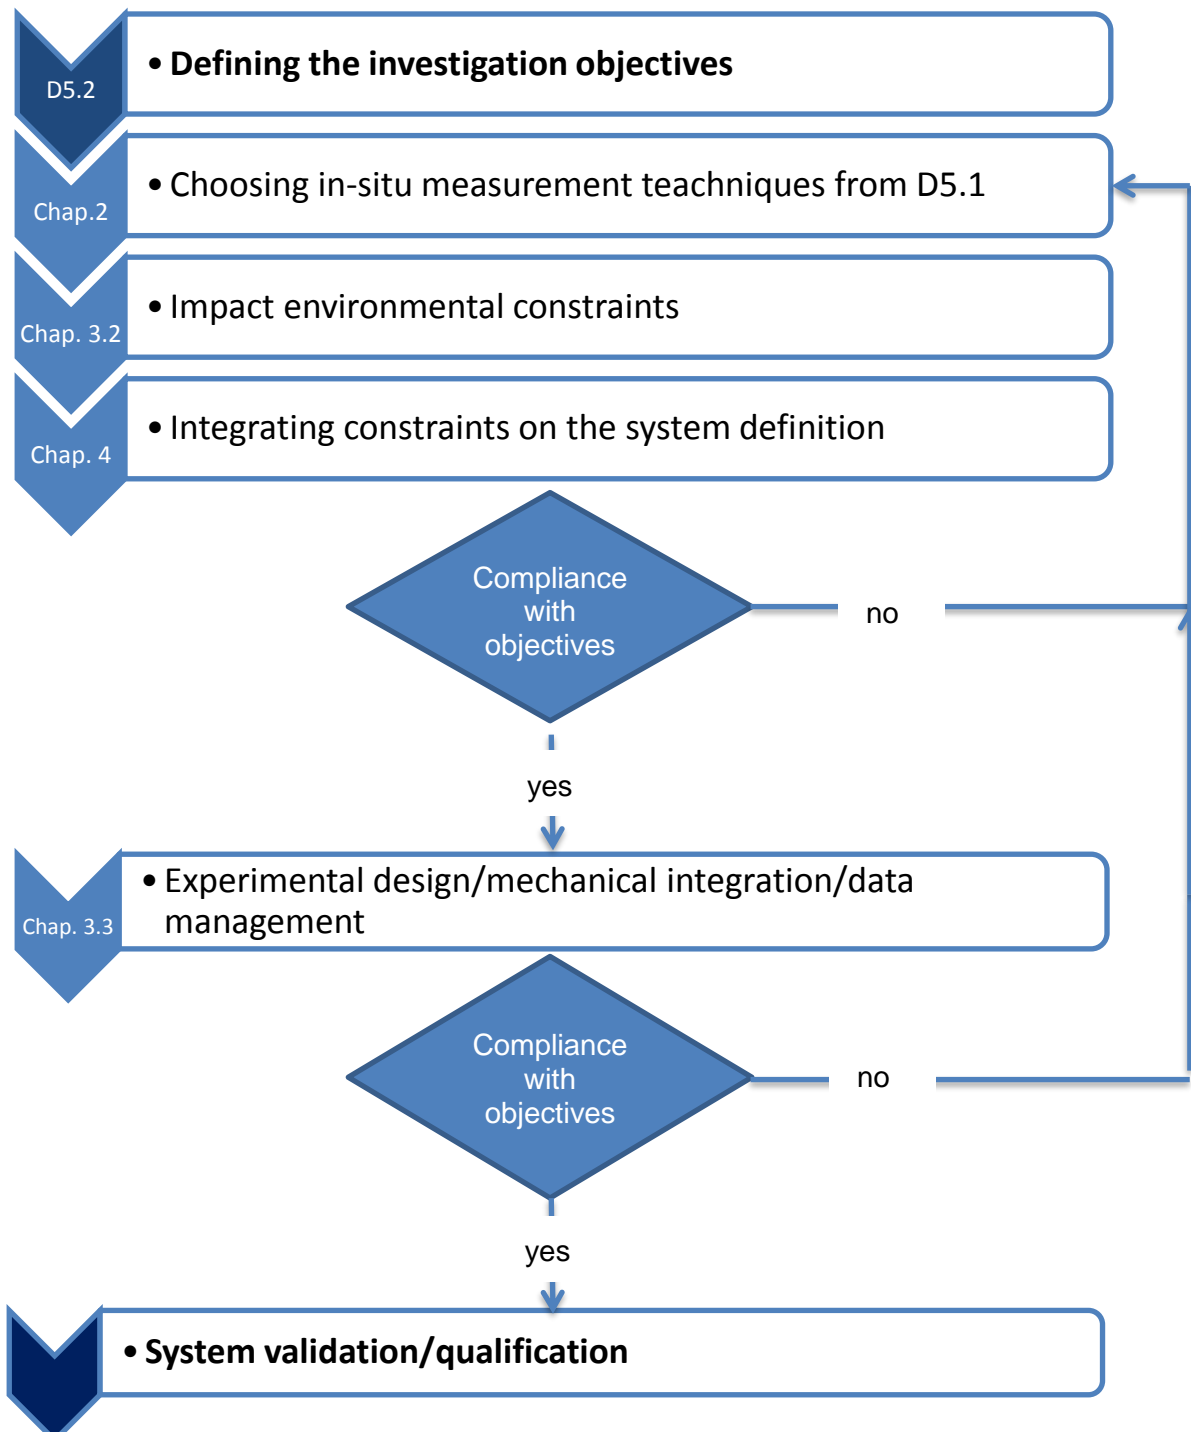 D5.2
• Defining the investigation objectives
Chap.2
• Choosing in-situ measurement teachniques from D5.1
Chap. 3.2
• Impact environmental constraints
Chap. 4
• Integrating constraints on the system definition
Compliance
with
objectives
no
yes
Chap. 3.3
• Experimental design/mechanical integration/data
management
Compliance
with
objectives
no
yes
• System validation/qualification